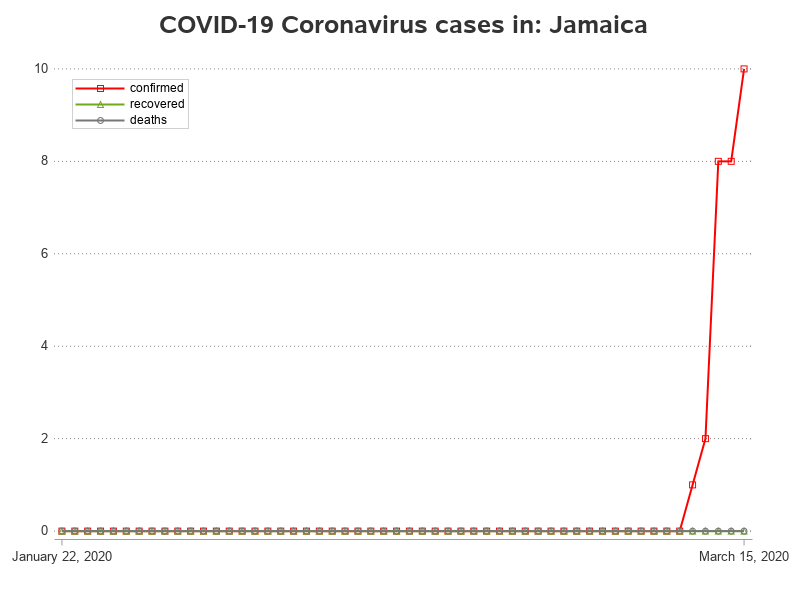 COVID-19 Coronavirus cases in: Jamaica
10
confirmed
recovered
deaths
8
6
4
2
0
January 22, 2020
March 15, 2020